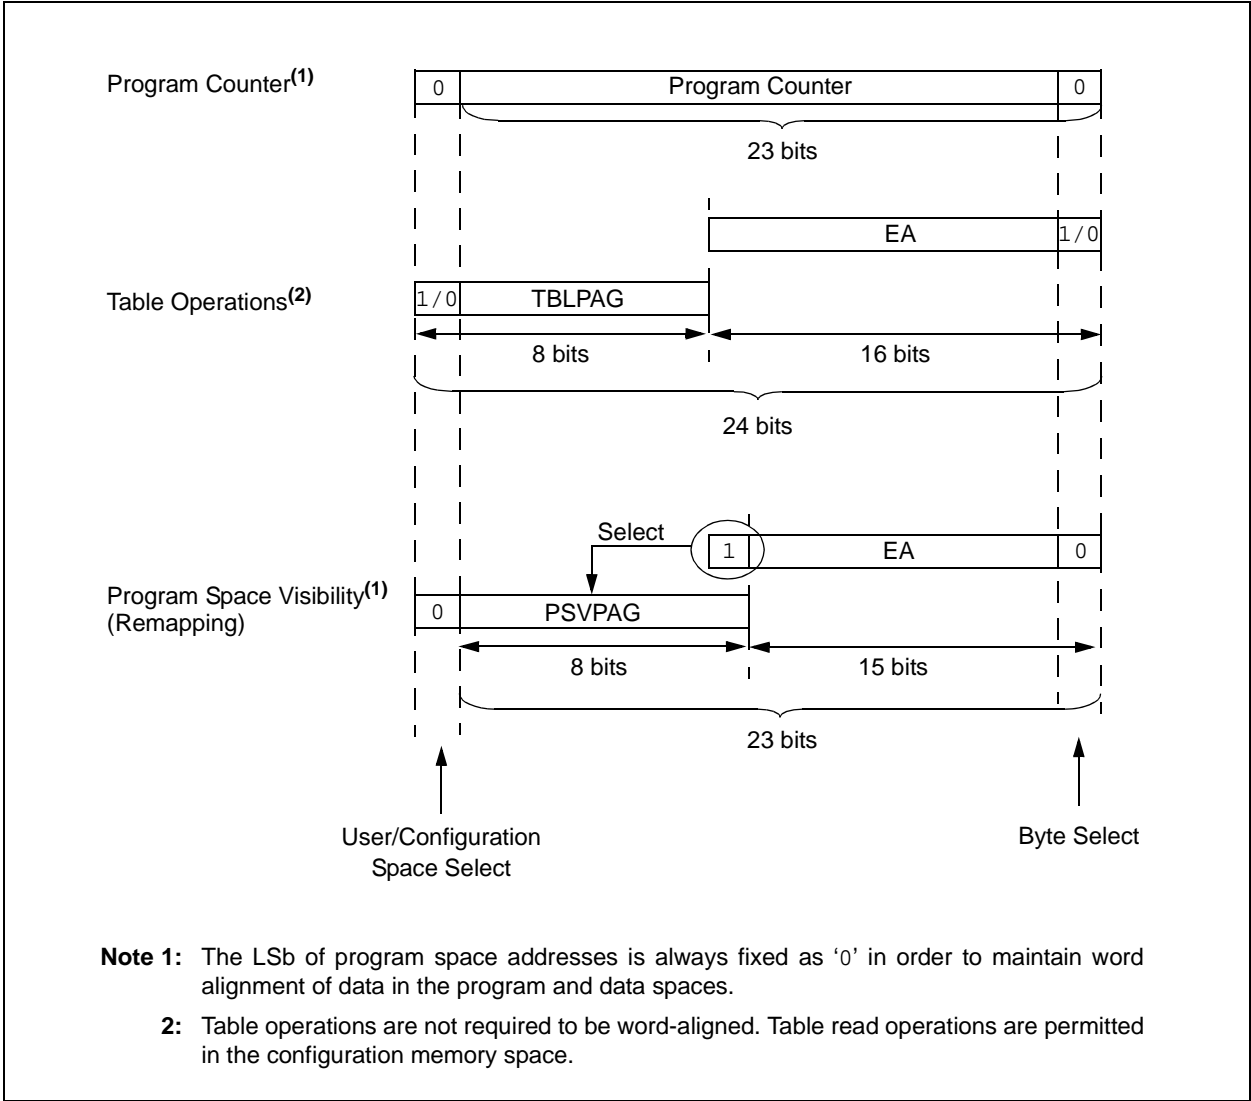 Program Counter(1)
0 Program Counter 0
23 bits
EA 1/0
Table Operations(2)
1/0 TBLPAG
8 bits 16 bits
24 bits
Select
1 EA 0
Program Space Visibility(1)
(Remapping)
0 PSVPAG
8 bits 15 bits
23 bits
User/Configuration
Space Select
Byte Select
Note 1: The LSb of program space addresses is always fixed as ‘0’ in order to maintain word
alignment of data in the program and data spaces.
2: Table operations are not required to be word-aligned. Table read operations are permitted
in the configuration memory space.